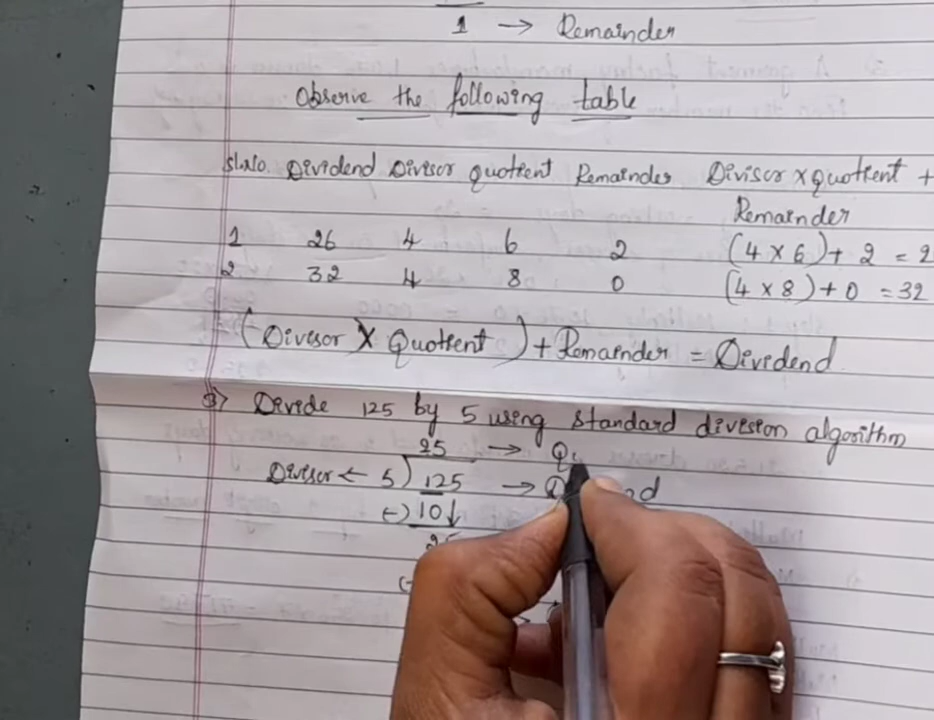 1 → Remainder
Observe the following table
Sl.No. Dividend Divisor Quotient Remainder Divisor x Quotient +
Remainder
1 26 4 6 2 (4 x 6) + 2 = 2
2 32 4 8 0 (4 x 8) + 0 = 32
(Divisor X Quotient) + Remainder = Dividend
3) Divide 125 by 5 using standard division algorithm
25 → Qu
Divisor ← 5) 125 →
(-) 10↓